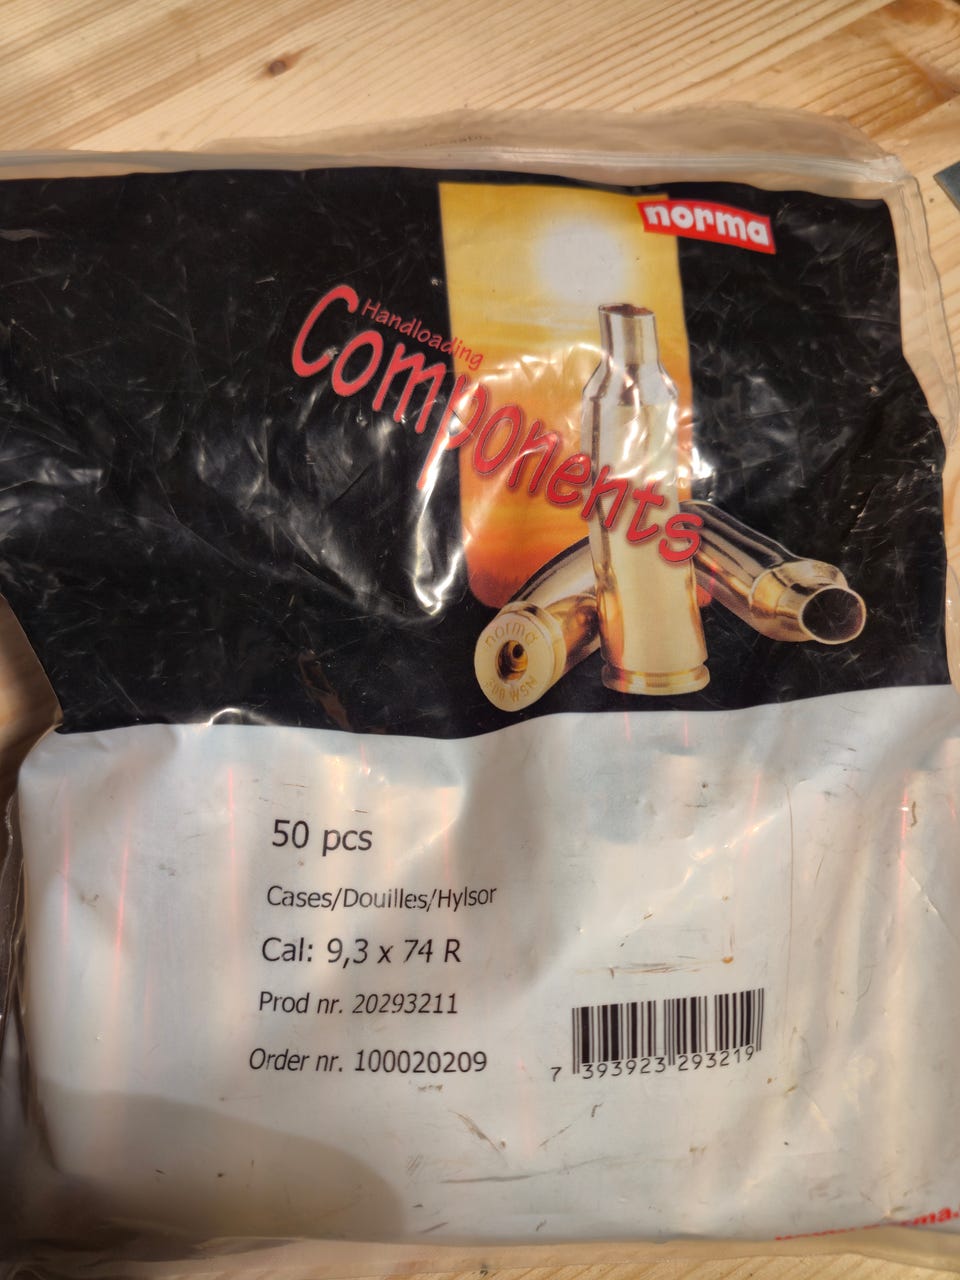 norma
Handloading
Components
norma
300 WSM
50 pcs
Cases/Douilles/Hylsor
Cal: 9,3 x 74 R
Prod nr. 20293211
Order nr. 100020209
7 393923 293219